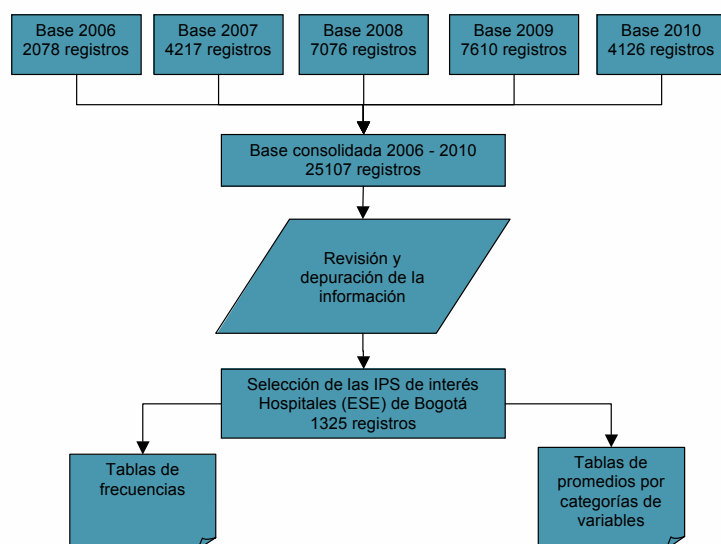 Base 2006
2078 registros
Base 2007
4217 registros
Base 2008
7076 registros
Base 2009
7610 registros
Base 2010
4126 registros
Base consolidada 2006 - 2010
25107 registros
Revisión y
depuración de la
información
Selección de las IPS de interés
Hospitales (ESE) de Bogotá
1325 registros
Tablas de
frecuencias
Tablas de
promedios por
categorías de
variables